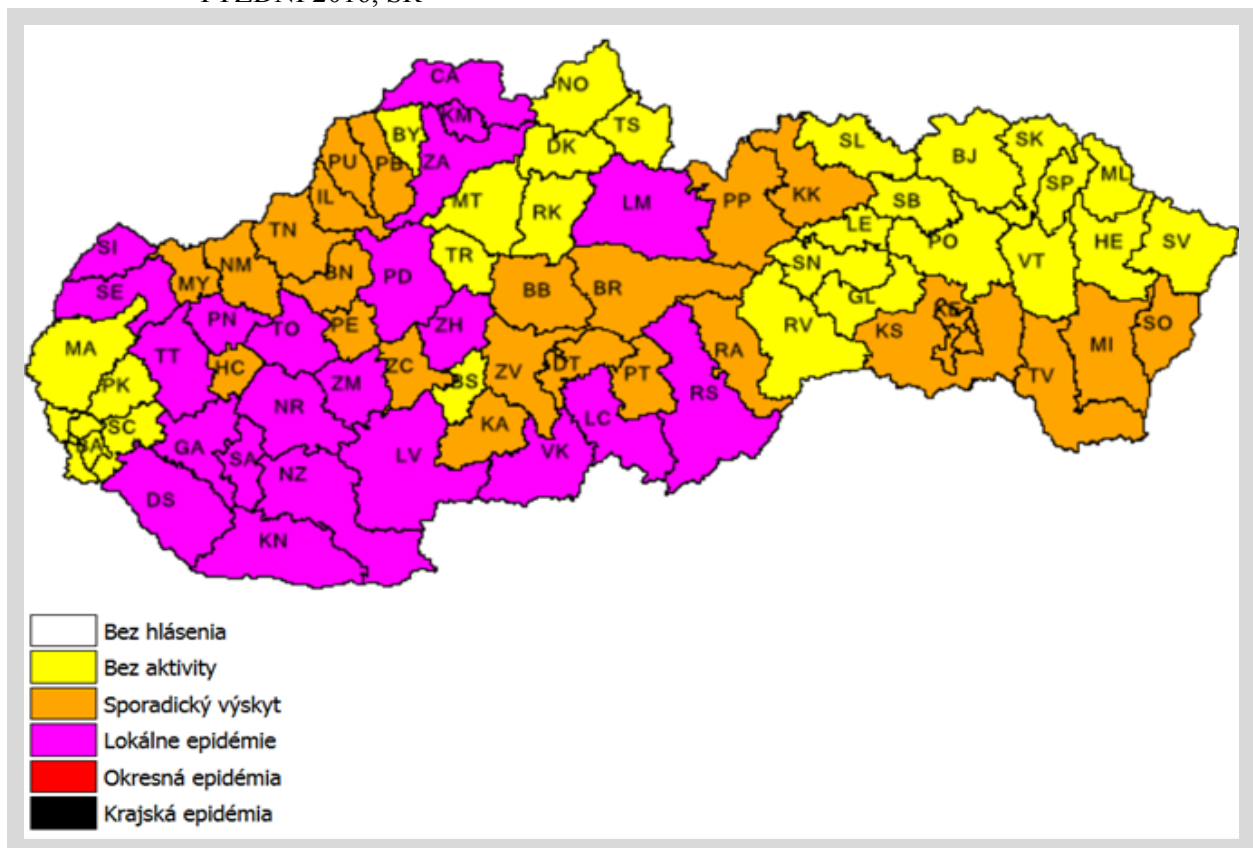 CA
NO
KM
BY
TS
PU
PB
ZA
DK
SL
BJ
SK
SP
ML
IL
MT
RK
LM
PP
KK
SB
LE
PO
HE
SV
SI
TN
TR
SN
VT
MY
NM
BN
PD
BB
BR
GL
SE
PN
TO
PE
ZH
RV
KS
KE
SO
MA
TT
HC
ZC
ZV
DT
PT
RA
MI
TV
PK
ZM
BS
RS
SC
NR
KA
LC
BA
GA
SA
NZ
LV
VK
DS
KN
Bez hlásenia
Bez aktivity
Sporadický výskyt
Lokálne epidémie
Okresná epidémia
Krajská epidémia